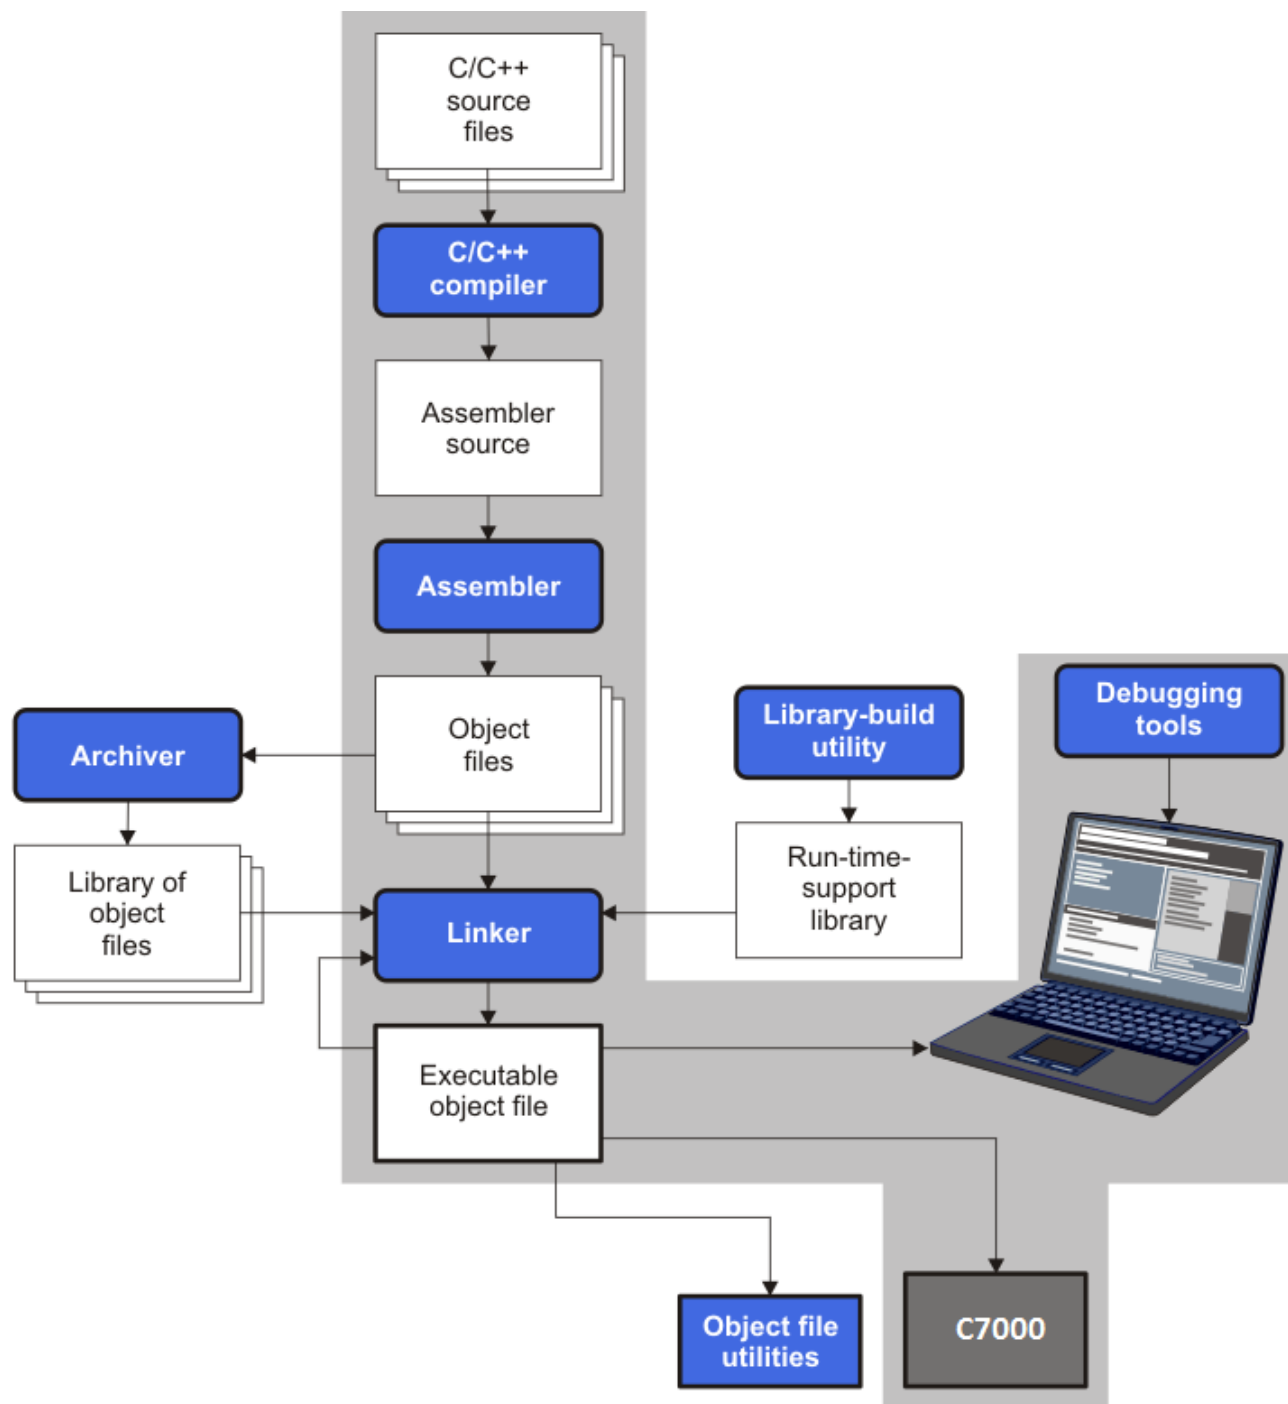 C/C++
source
files
C/C++
compiler
Assembler
source
Assembler
Object
files
Archiver
Library of
object
files
Library-build
utility
Run-time-
support
library
Debugging
tools
Linker
Executable
object file
Object file
utilities
C7000